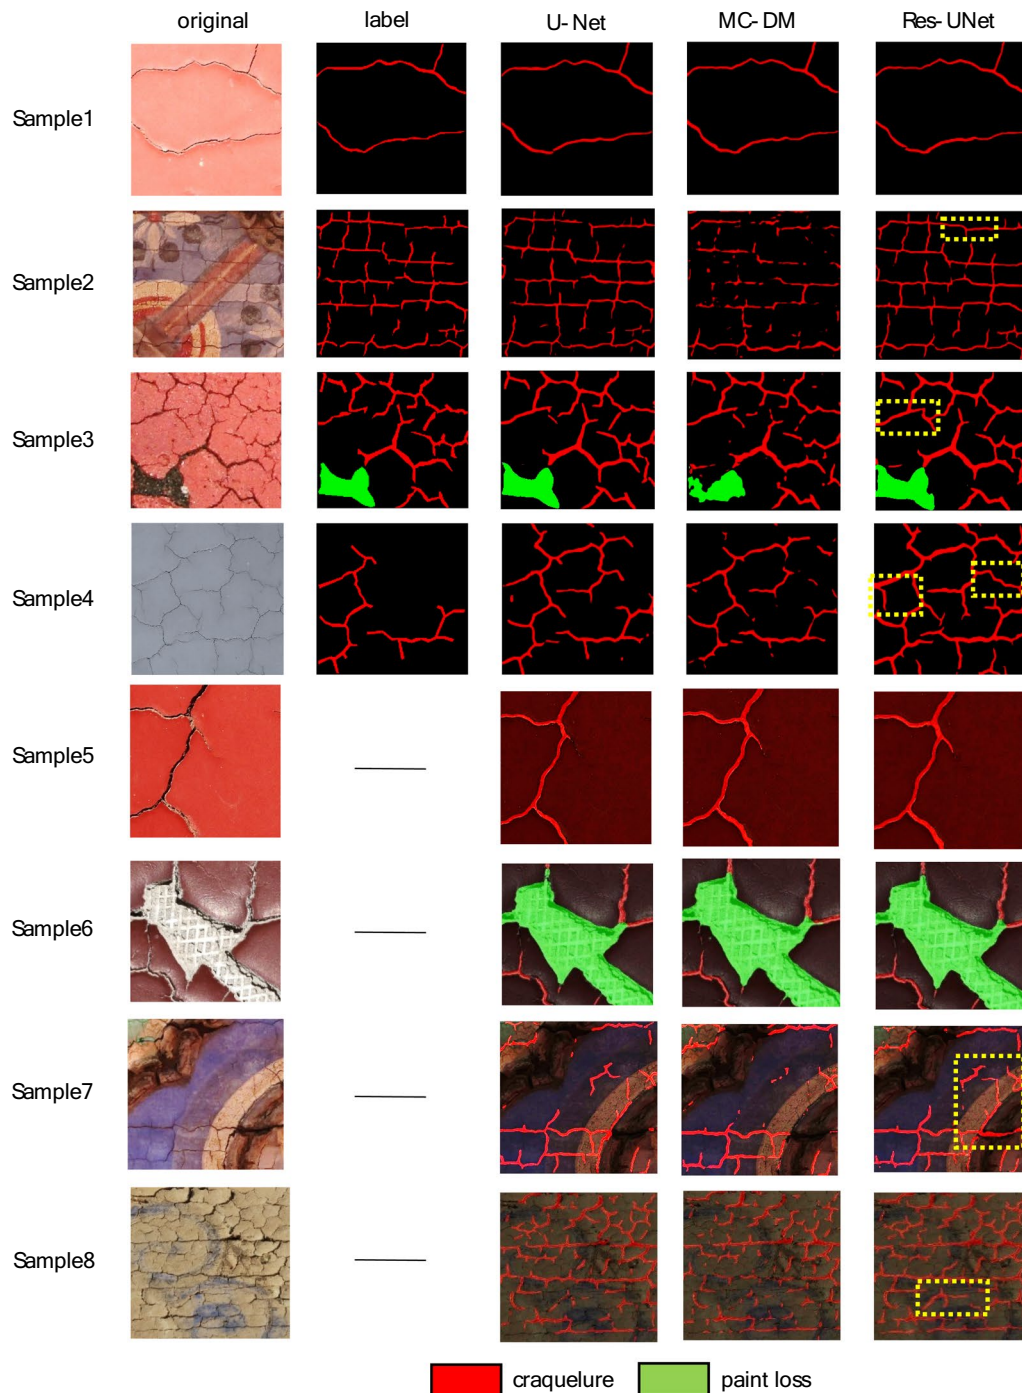 original label U-Net MC-DM Res-UNet
Sample1
Sample2
Sample3
Sample4
Sample5
Sample6
Sample7
Sample8
craquelure paint loss